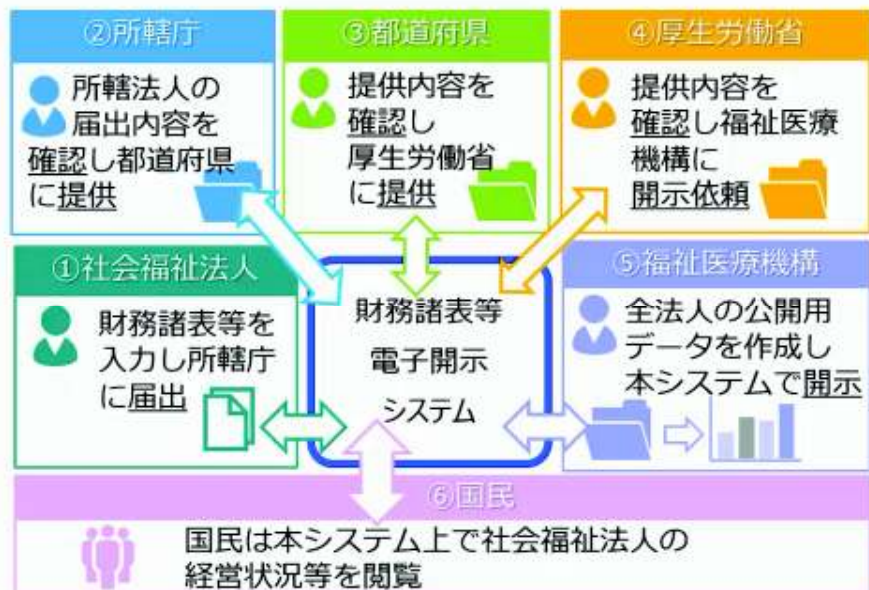 ②所轄庁
所轄法人の
届出内容を
確認し都道府県
に提供
③都道府県
提供内容を
確認し
厚生労働省
に提供
④厚生労働省
提供内容を
確認し福祉医療
機構に
開示依頼
①社会福祉法人
財務諸表等を
入力し所轄庁
に届出
財務諸表等
電子開示
システム
⑤福祉医療機構
全法人の公開用
データを作成し
本システムで開示
⑥国民
国民は本システム上で社会福祉法人の
経営状況等を閲覧